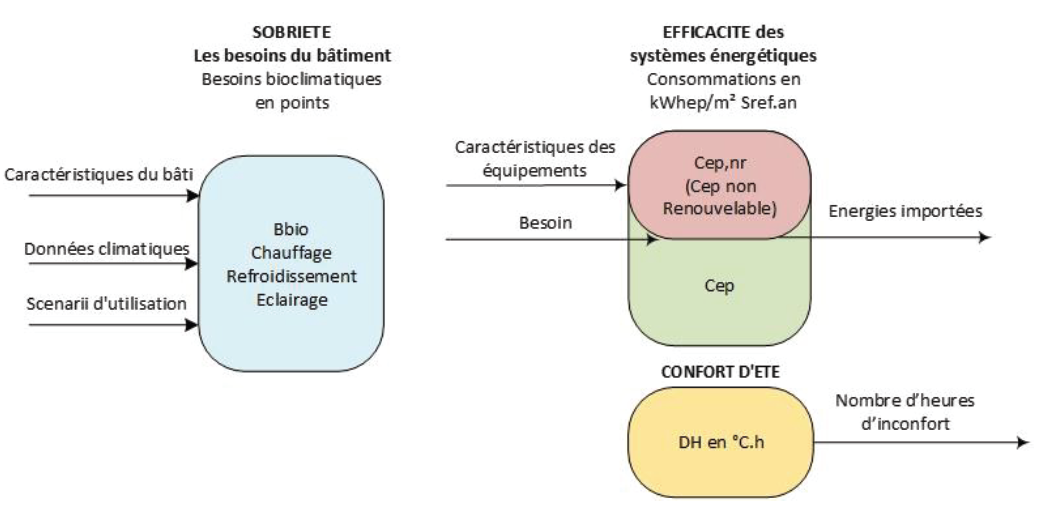 SOBRIETE
Les besoins du bâtiment
Besoins bioclimatiques
en points
Caractéristiques du bâti
Données climatiques
Scenarii d'utilisation
Bbio
Chauffage
Refroidissement
Eclairage
EFFICACITE des
systèmes énergétiques
Consommations en
kWhep/m² Sref.an
Caractéristiques des
équipements
Besoin
Cep,nr
(Cep non
Renouvelable)
Cep
Energies importées
CONFORT D'ETE
DH en °C.h
Nombre d’heures
d’inconfort